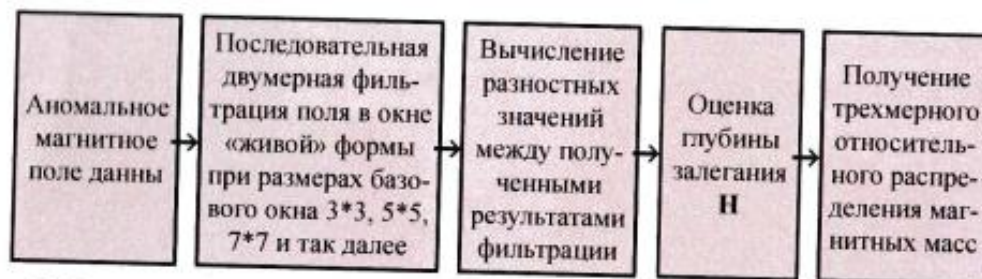 Аномальное
магнитное
поле данны
Последовательная
двумерная филь-
трация поля в окне
«живой» формы
при размерах базо-
вого окна 3*3, 5*5,
7*7 и так далее
Вычисление
разностных
значений
между полу-
ченными
результатами
фильтрации
Оценка
глубины
залегания
H
Получение
трехмерного
относитель-
ного распре-
деления маг-
нитных масс